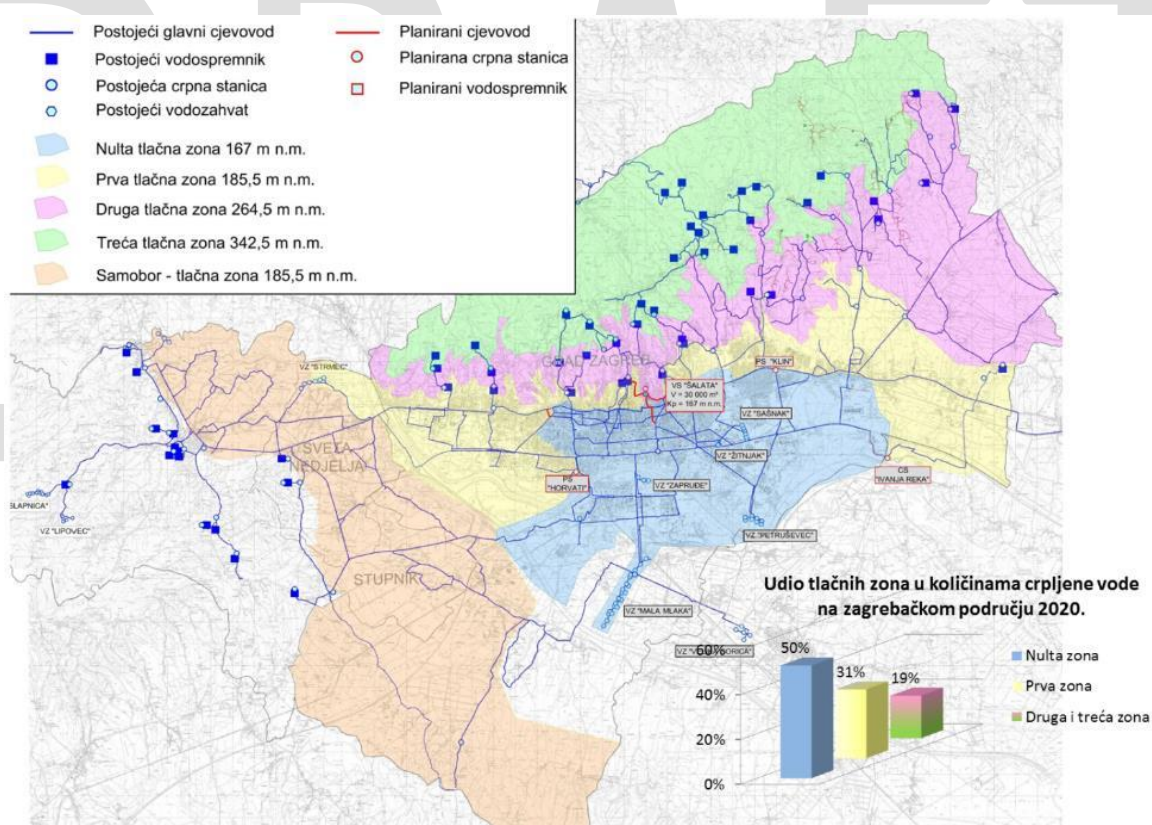 Postojeći glavni cjevovod
Postojeći vodospremnik
Postojeća crpna stanica
Postojeći vodozahvat
Planirani cjevovod
Planirana crpna stanica
Planirani vodospremnik
Nulta tlačna zona 167 m n.m.
Prva tlačna zona 185,5 m n.m.
Druga tlačna zona 264,5 m n.m.
Treća tlačna zona 342,5 m n.m.
Samobor - tlačna zona 185,5 m n.m.
GRAD ZAGREB
VZ "STRMEC"
PS "KLIN"
VS "ŠALATA"
V = 30 000 m³
Kp = 167 m n.m.
VZ "SAŠNAK"
SVETA
NEDJELJA
VZ "ŽITNJAK"
PS
"HORVATI"
VZ "ZAPRUĐE"
CS
"IVANJA REKA"
SLAPNICA"
VZ "LIPOVEC"
VZ "PETRUŠEVEC"
STUPNIK
VZ "MALA MLAKA"
Udio tlačnih zona u količinama crpljene vode
na zagrebačkom području 2020.
60%
40%
20%
0%
50%
31%
19%
Nulta zona
Prva zona
Druga i treća zona